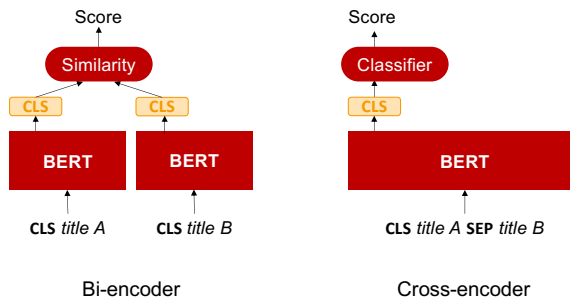 Score
Similarity
CLS
CLS
BERT
BERT
CLS title A
CLS title B
Bi-encoder
Score
Classifier
CLS
BERT
CLS title A SEP title B
Cross-encoder